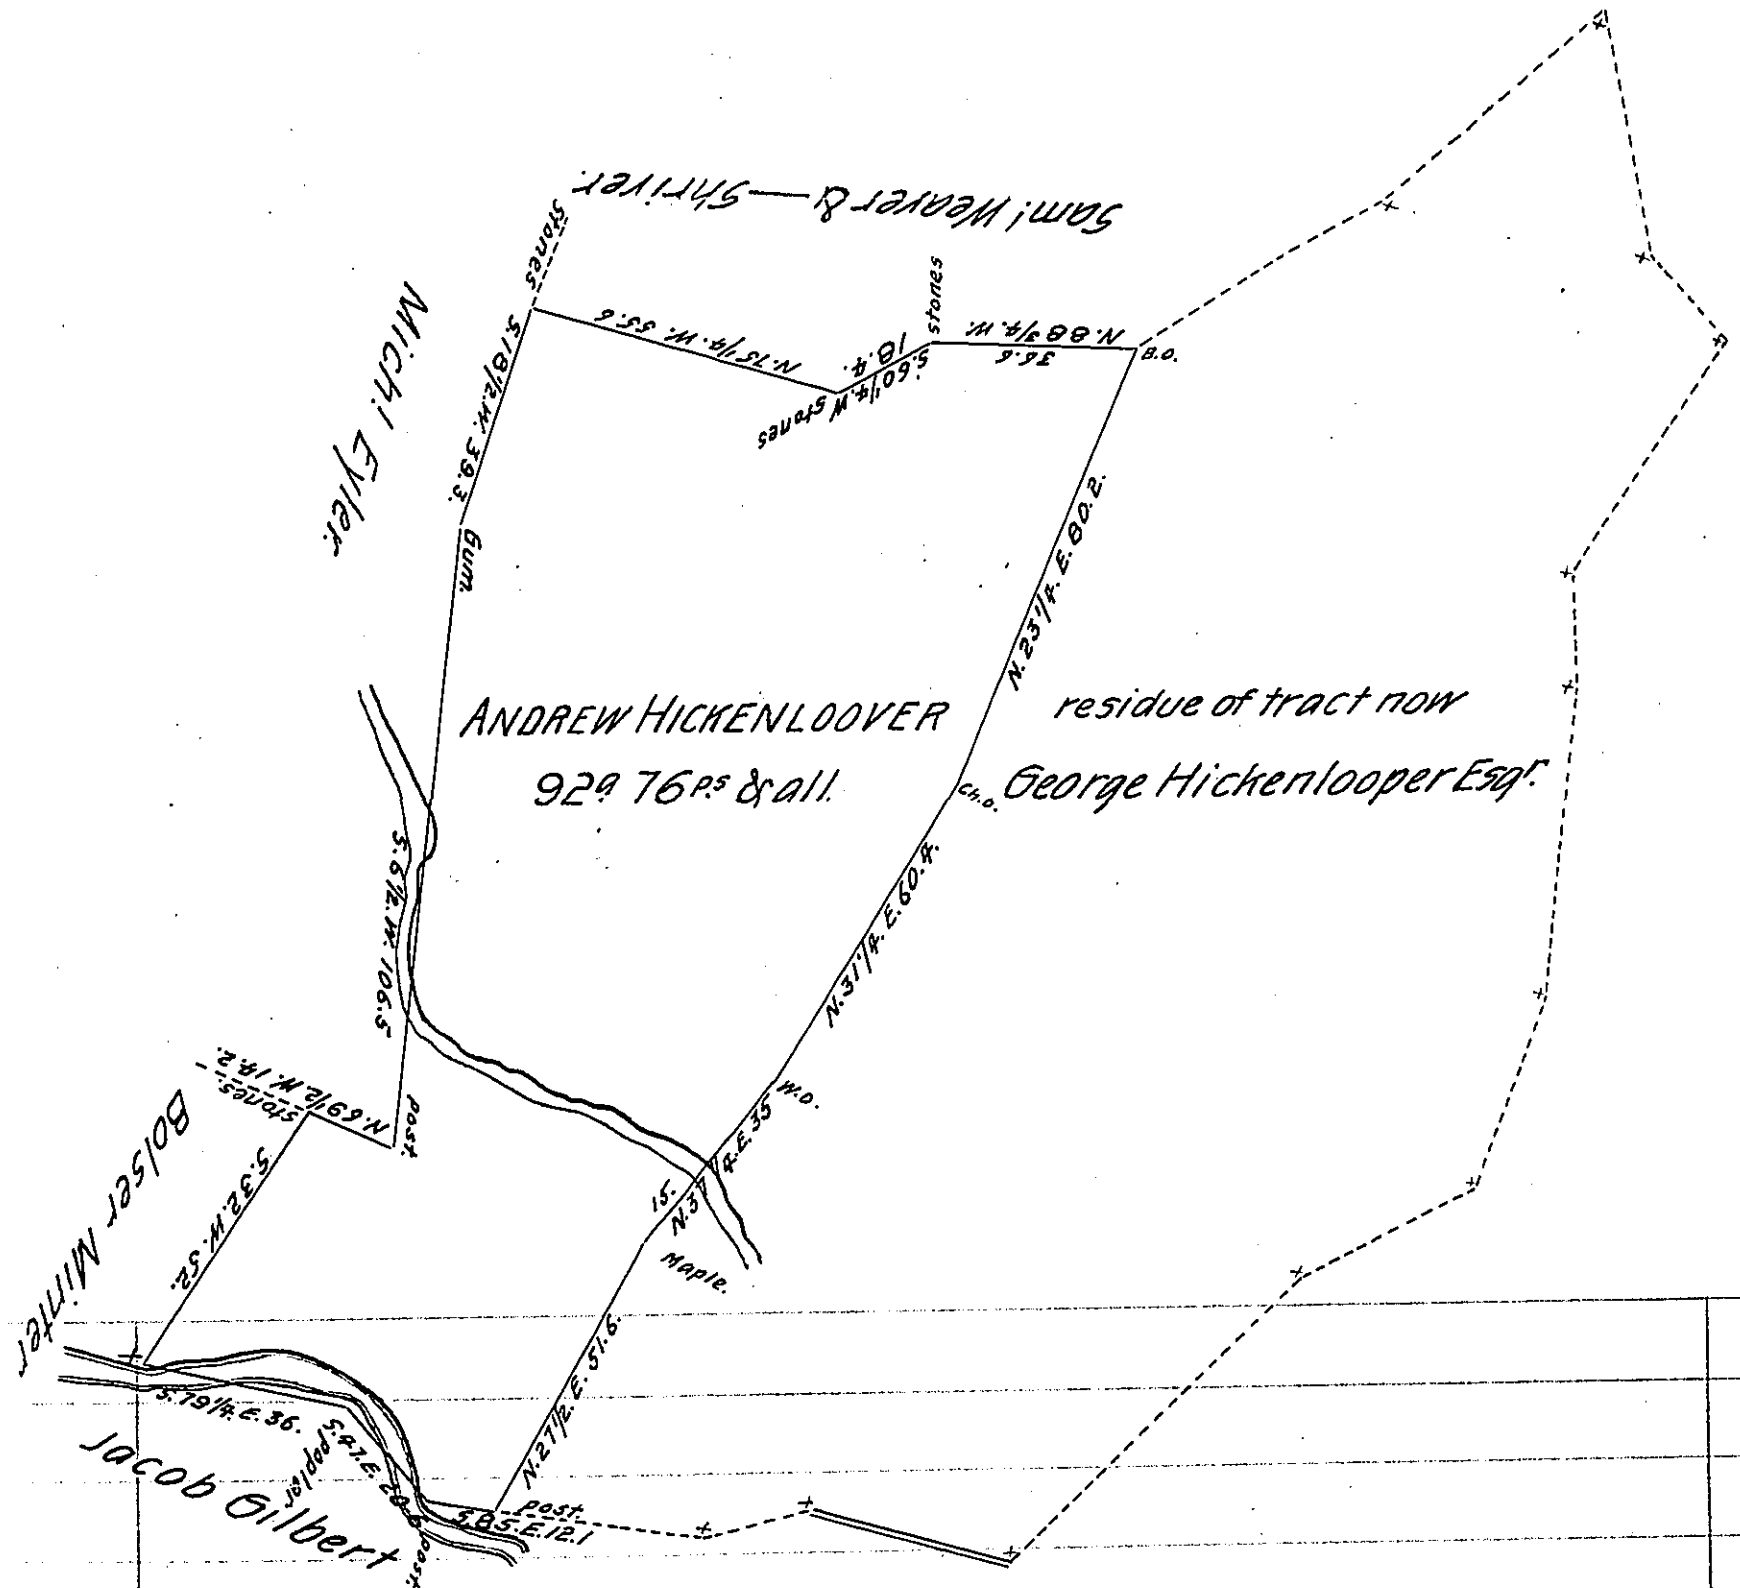 Saml. Weaver & — Shriver.
stones
stones
N. 88 3/4. W.
36.6
B.O.
S. 60 1/4. W
18.4.
stones
N. 75 1/4. W. 55.6
Mich! Eyler.
S. 18 1/2. W. 39.3.
Gum.
N. 23 1/4. E. 80.2.
ANDREW HICKENLOOVER
92a 76 ps & all.
residue of tract now
George Hickenlooper Esqr.
Ch.o.
S. 6 1/2. W. 106.5
N. 31 1/4. E. 60.4.
W.O.
N. 37 1/4. E. 35
15.
Maple.
post.
N. 69 1/2 W. 14.2.
stones.
Bolser Minter
S. 32. W. 52.
N. 27 1/2. E. 51.6.
S. 79 1/4. E. 36.
poplar
S. 47. E. 20.6
post.
post.
S. 85. E. 12.1
Jacob Gilbert